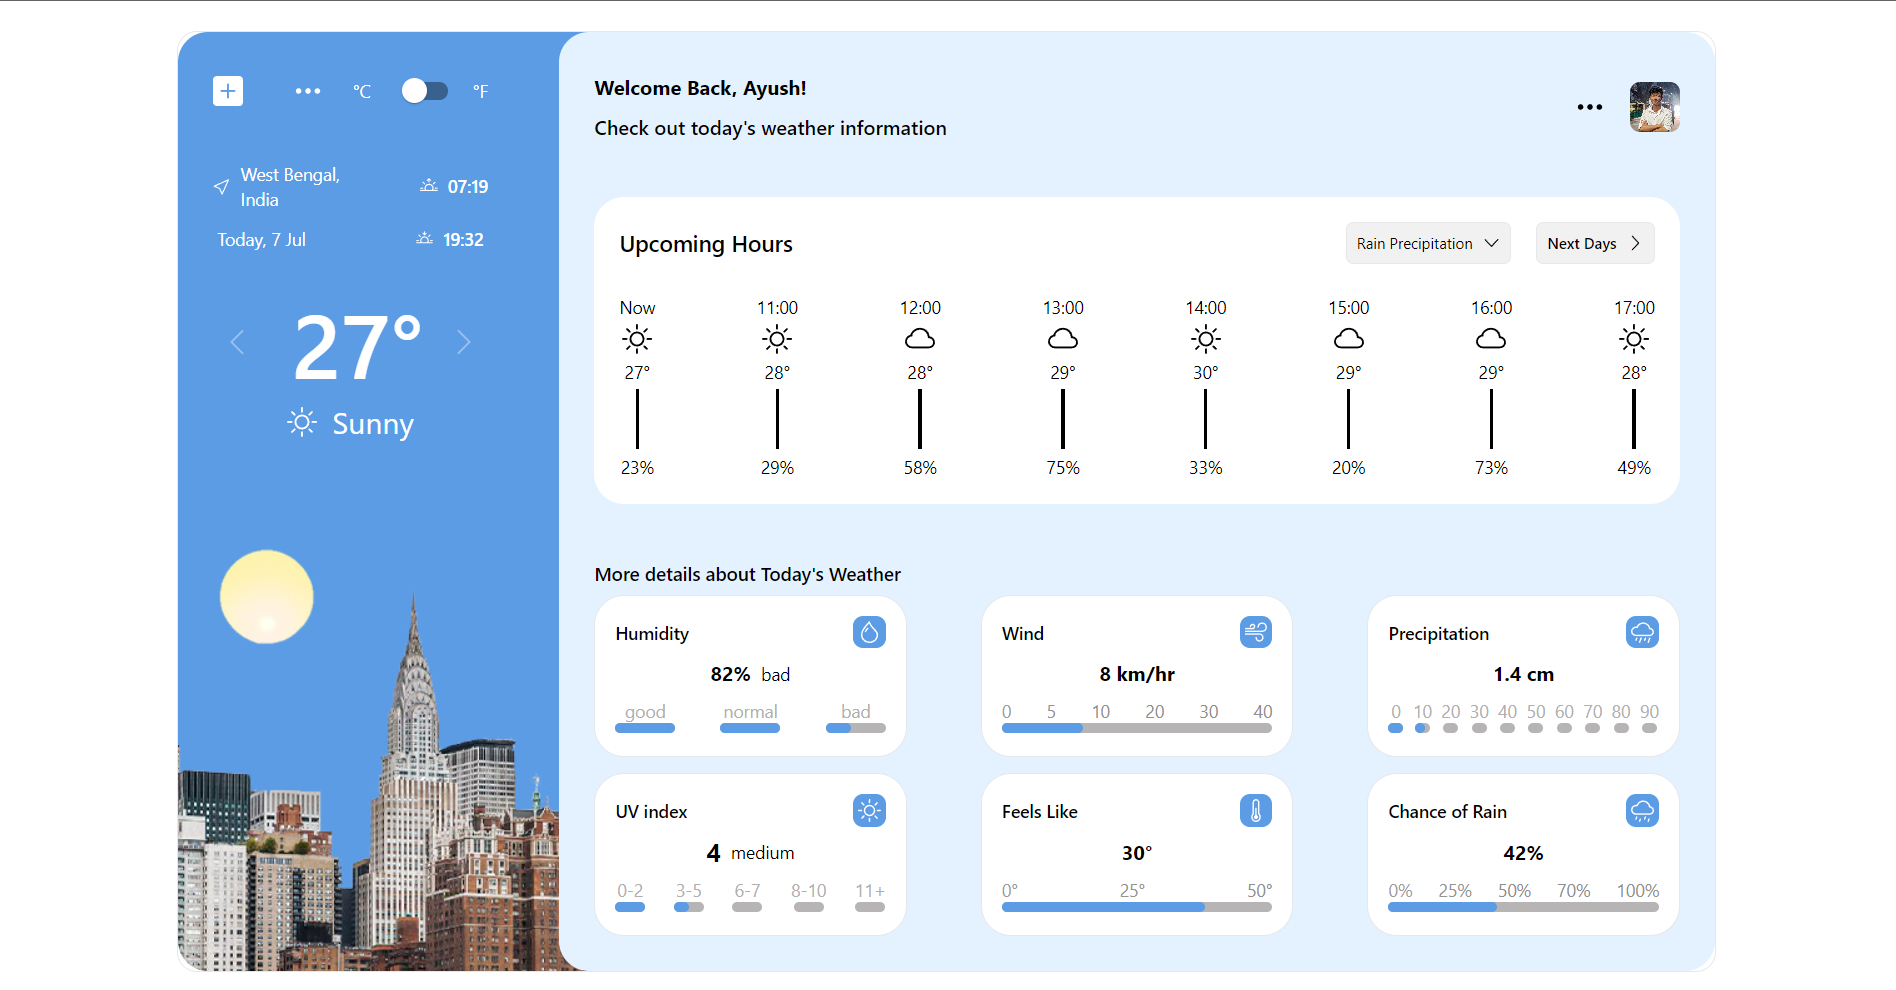 °C °F
West Bengal,
India
07:19
Today, 7 Jul
19:32
27°
Sunny
Welcome Back, Ayush!
Check out today's weather information
Upcoming Hours
Rain Precipitation
Next Days
Now 11:00 12:00 13:00 14:00 15:00 16:00 17:00
27° 28° 28° 29° 30° 29° 29° 28°
23% 29% 58% 75% 33% 20% 73% 49%
More details about Today's Weather
Humidity
82% bad
good normal bad
Wind
8 km/hr
0 5 10 20 30 40
Precipitation
1.4 cm
0 10 20 30 40 50 60 70 80 90
UV index
4 medium
0-2 3-5 6-7 8-10 11+
Feels Like
30°
0° 25° 50°
Chance of Rain
42%
0% 25% 50% 70% 100%